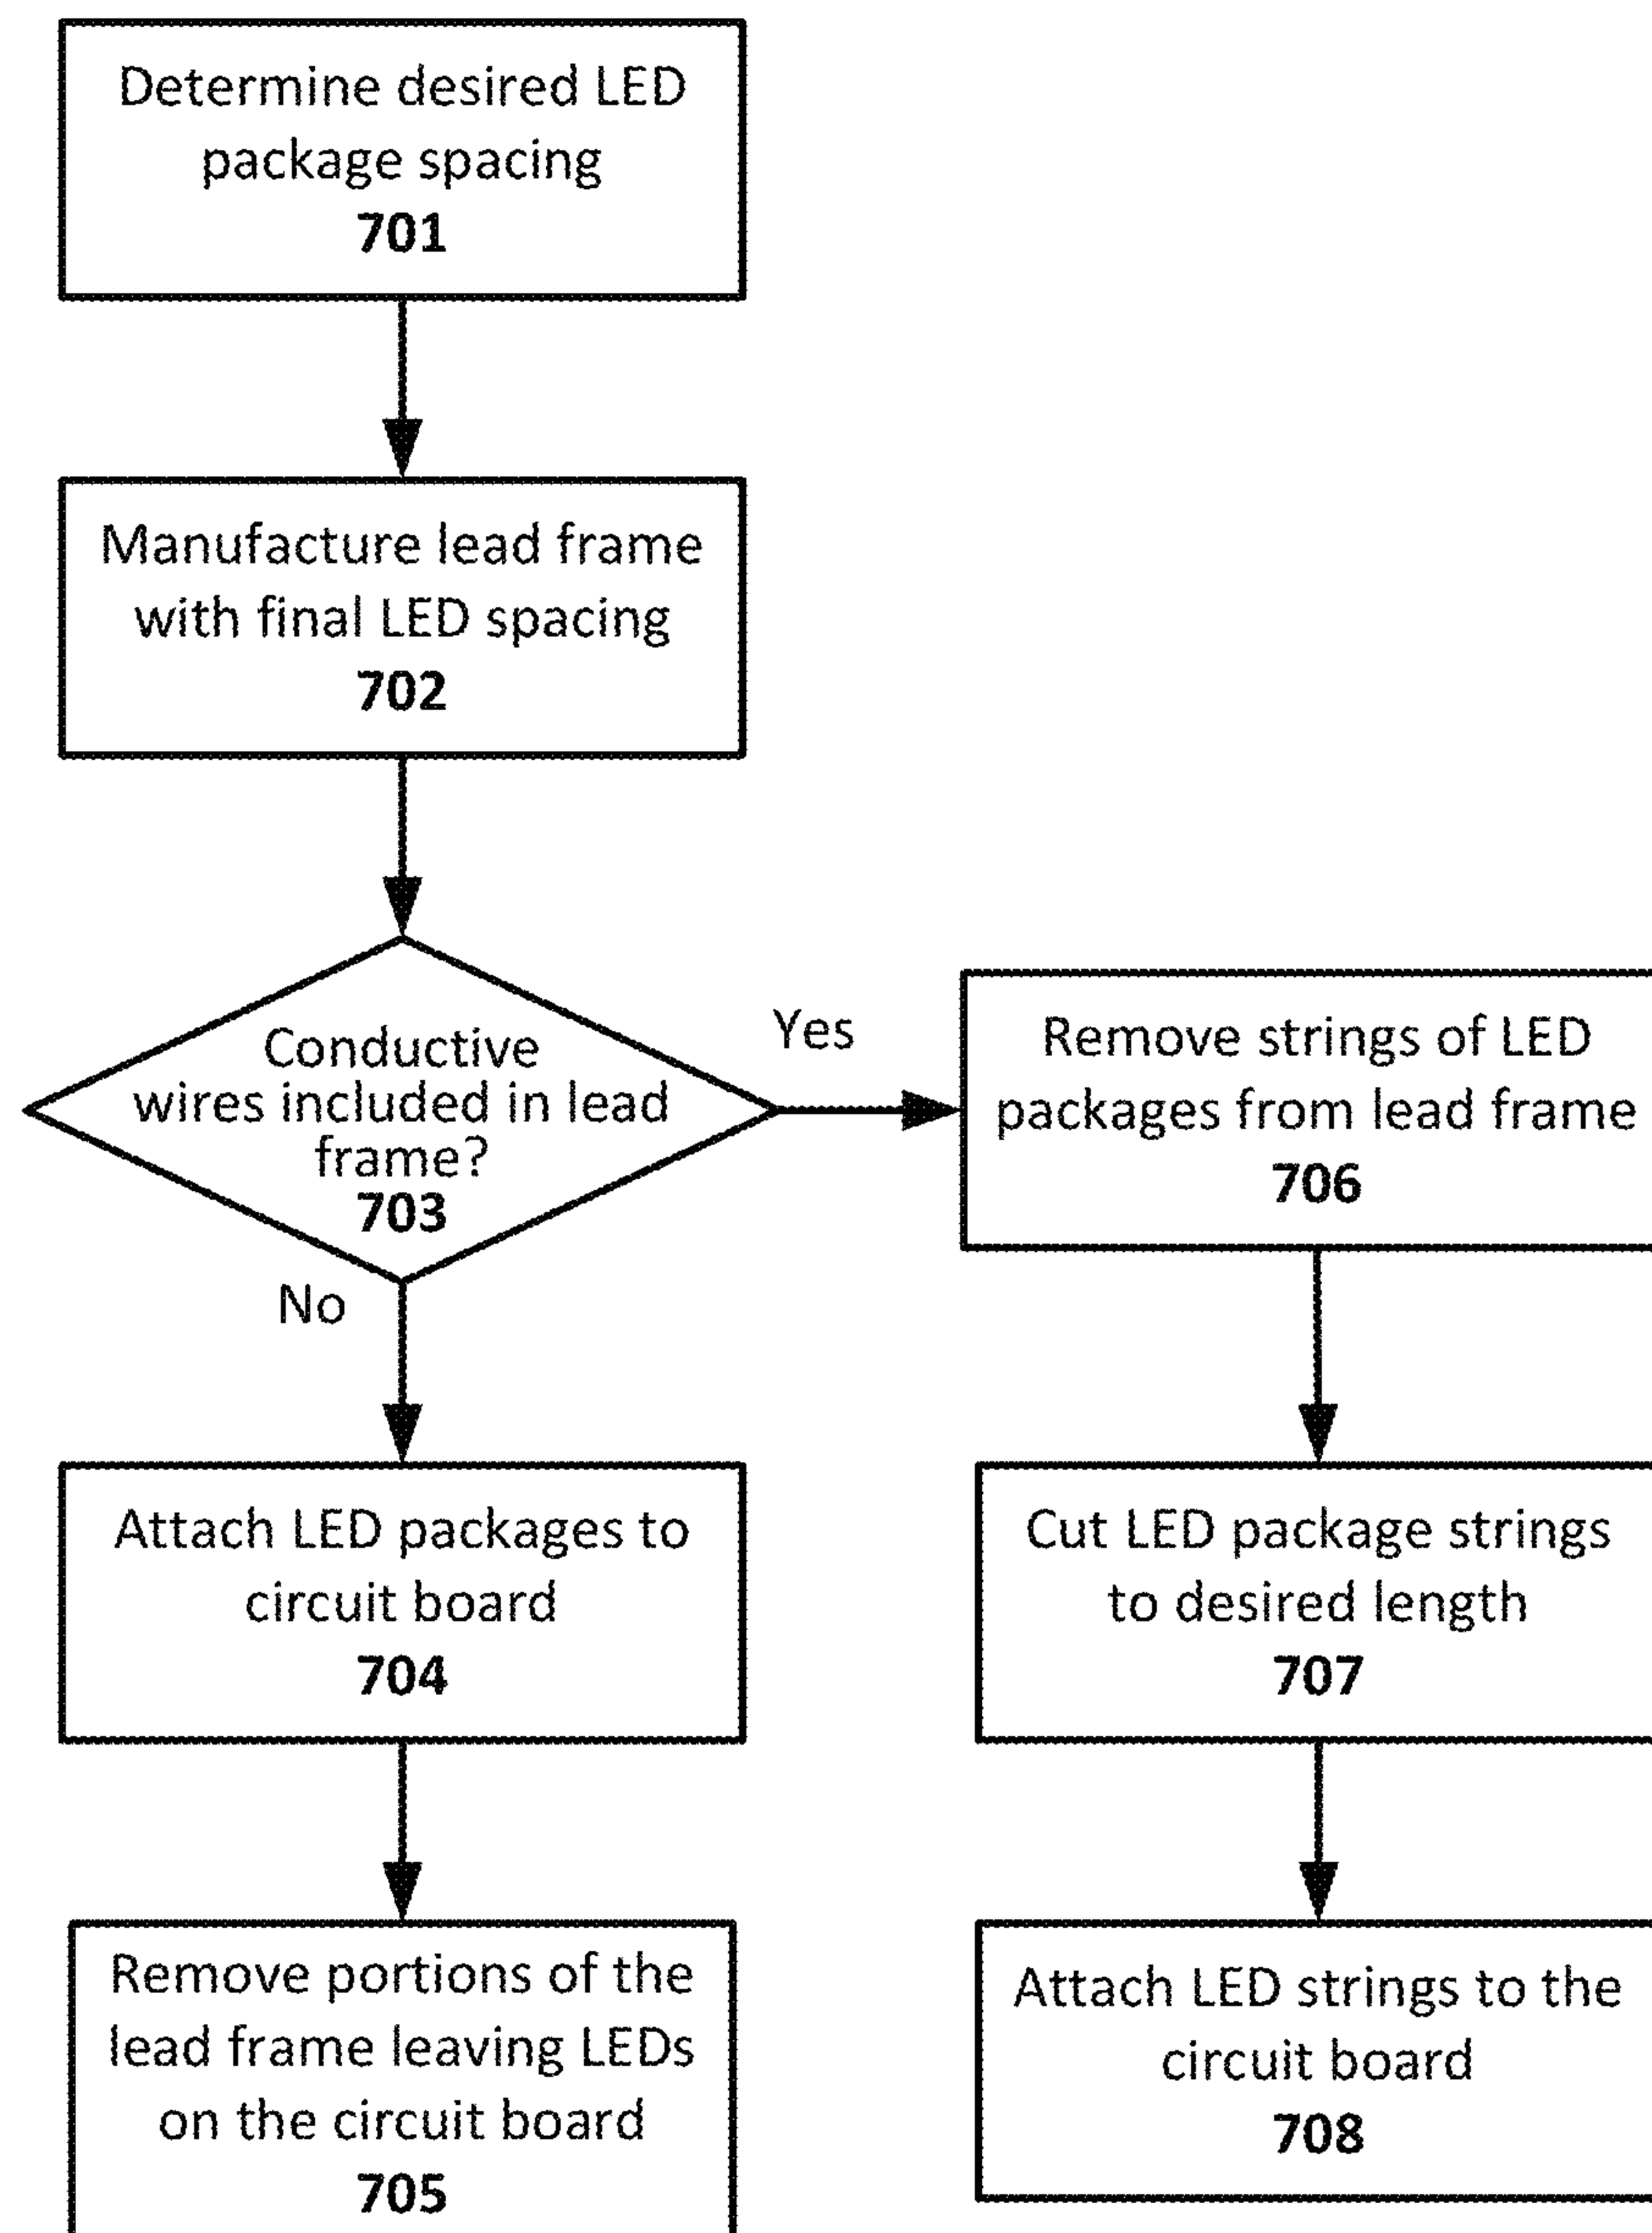 Determine desired LED
package spacing
701
Manufacture lead frame
with final LED spacing
702
Conductive
wires included in lead
frame?
703
Yes
No
Remove strings of LED
packages from lead frame
706
Attach LED packages to
circuit board
704
Cut LED package strings
to desired length
707
Remove portions of the
lead frame leaving LEDs
on the circuit board
705
Attach LED strings to the
circuit board
708